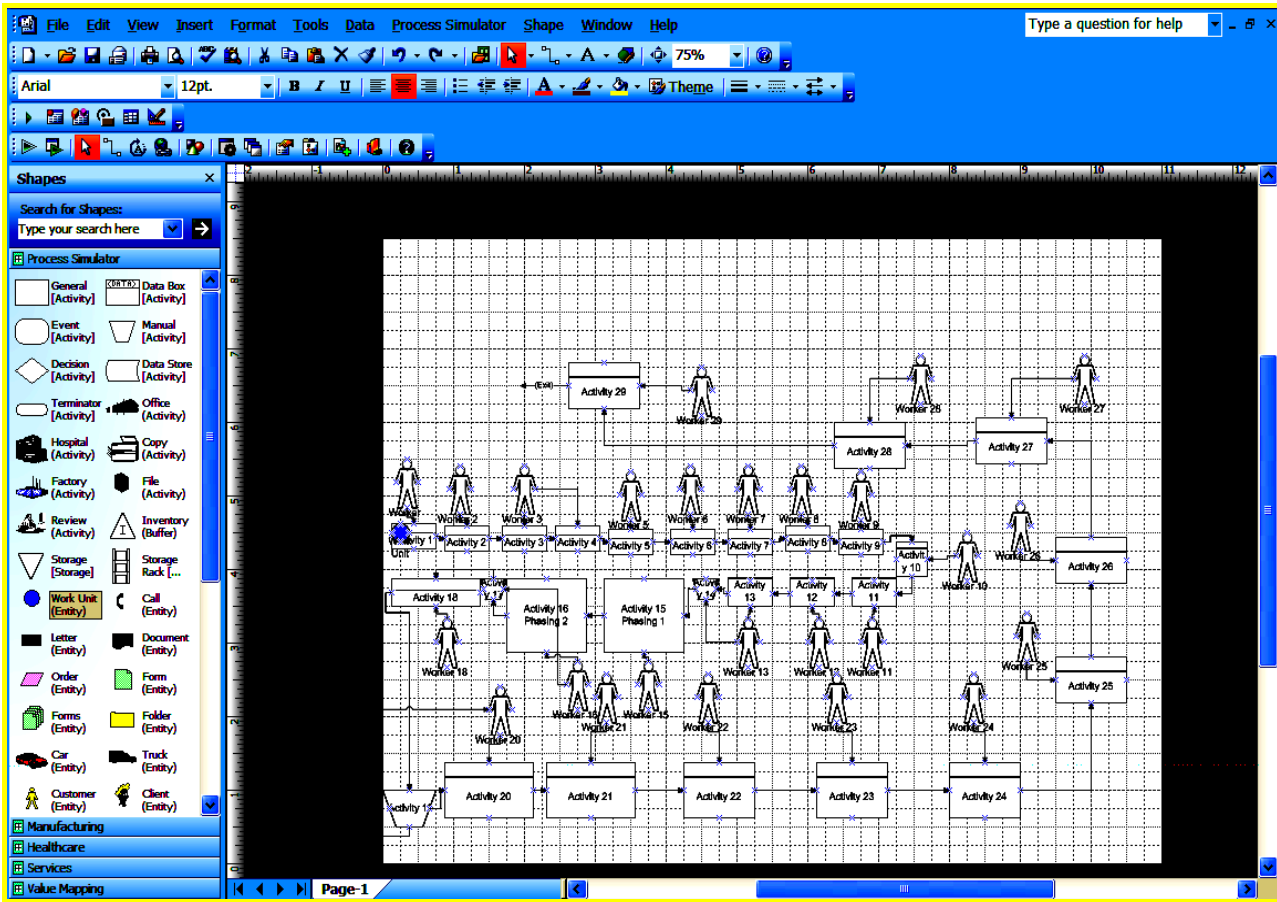 File Edit View Insert Format Tools Data Process Simulator Shape Window Help
Type a question for help
75%
Arial 12pt. B I U A Theme
Shapes
Search for Shapes:
Type your search here
Process Simulator
General [Activity]
Data Box [Activity]
Event [Activity]
Manual [Activity]
Decision [Activity]
Data Store [Activity]
Terminator [Activity]
Office (Activity)
Hospital (Activity)
Copy (Activity)
Factory (Activity)
File (Activity)
Review (Activity)
Inventory (Buffer)
Storage [Storage]
Storage Rack [...
Work Unit (Entity)
Call (Entity)
Letter (Entity)
Document (Entity)
Order (Entity)
Form (Entity)
Forms (Entity)
Folder (Entity)
Car (Entity)
Truck (Entity)
Customer (Entity)
Client (Entity)
Manufacturing
Healthcare
Services
Value Mapping
(Exit)
Activity 29
Worker 29
Worker 28
Worker 27
Activity 28
Activity 27
Worker
Worker 2
Worker 3
Worker 5
Worker 6
Worker 7
Worker 8
Worker 9
Activity 2
Activity 3
Activity 4
Activity 5
Activity 6
Activity 7
Activity 8
Activity 9
Unit
Activit
y 10
Worker 10
Worker 26
Activity 26
Activity 18
Activity 16
Phasing 2
Activity 15
Phasing 1
Activity
13
Activity
12
Activity
11
Worker 18
Worker 13
Worker 12
Worker 11
Worker 25
Activity 25
Worker 16
Worker 21
Worker 15
Worker 22
Worker 23
Worker 24
Worker 20
Activity 20
Activity 21
Activity 22
Activity 23
Activity 24
Page-1